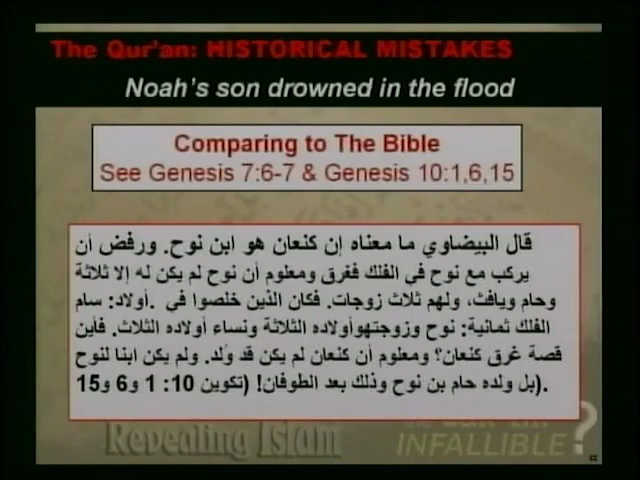 The Qur'an: HISTORICAL MISTAKES
Noah's son drowned in the flood
Comparing to The Bible
See Genesis 7:6-7 & Genesis 10:1,6,15
قال البيضاوي ما معناه إن كنعان هو ابن نوح. ورفض أن
يركب مع نوح في الفلك فغرق ومعلوم أن نوح لم يكن له إلا ثلاثة
وحام ويافث، ولهم ثلاث زوجات. فكان الذين خلصوا في .أولاد: سام
الفلك ثمانية: نوح وزوجتهوأولاده الثلاثة ونساء أولاده الثلاث. فأين
قصة غرق كنعان؟ ومعلوم أن كنعان لم يكن قد وُلد. ولم يكن ابنا لنوح
.(بل ولده حام بن نوح وذلك بعد الطوفان! (تكوين 10: 1 و6 و15
Revealing Islam
INFALLIBLE?